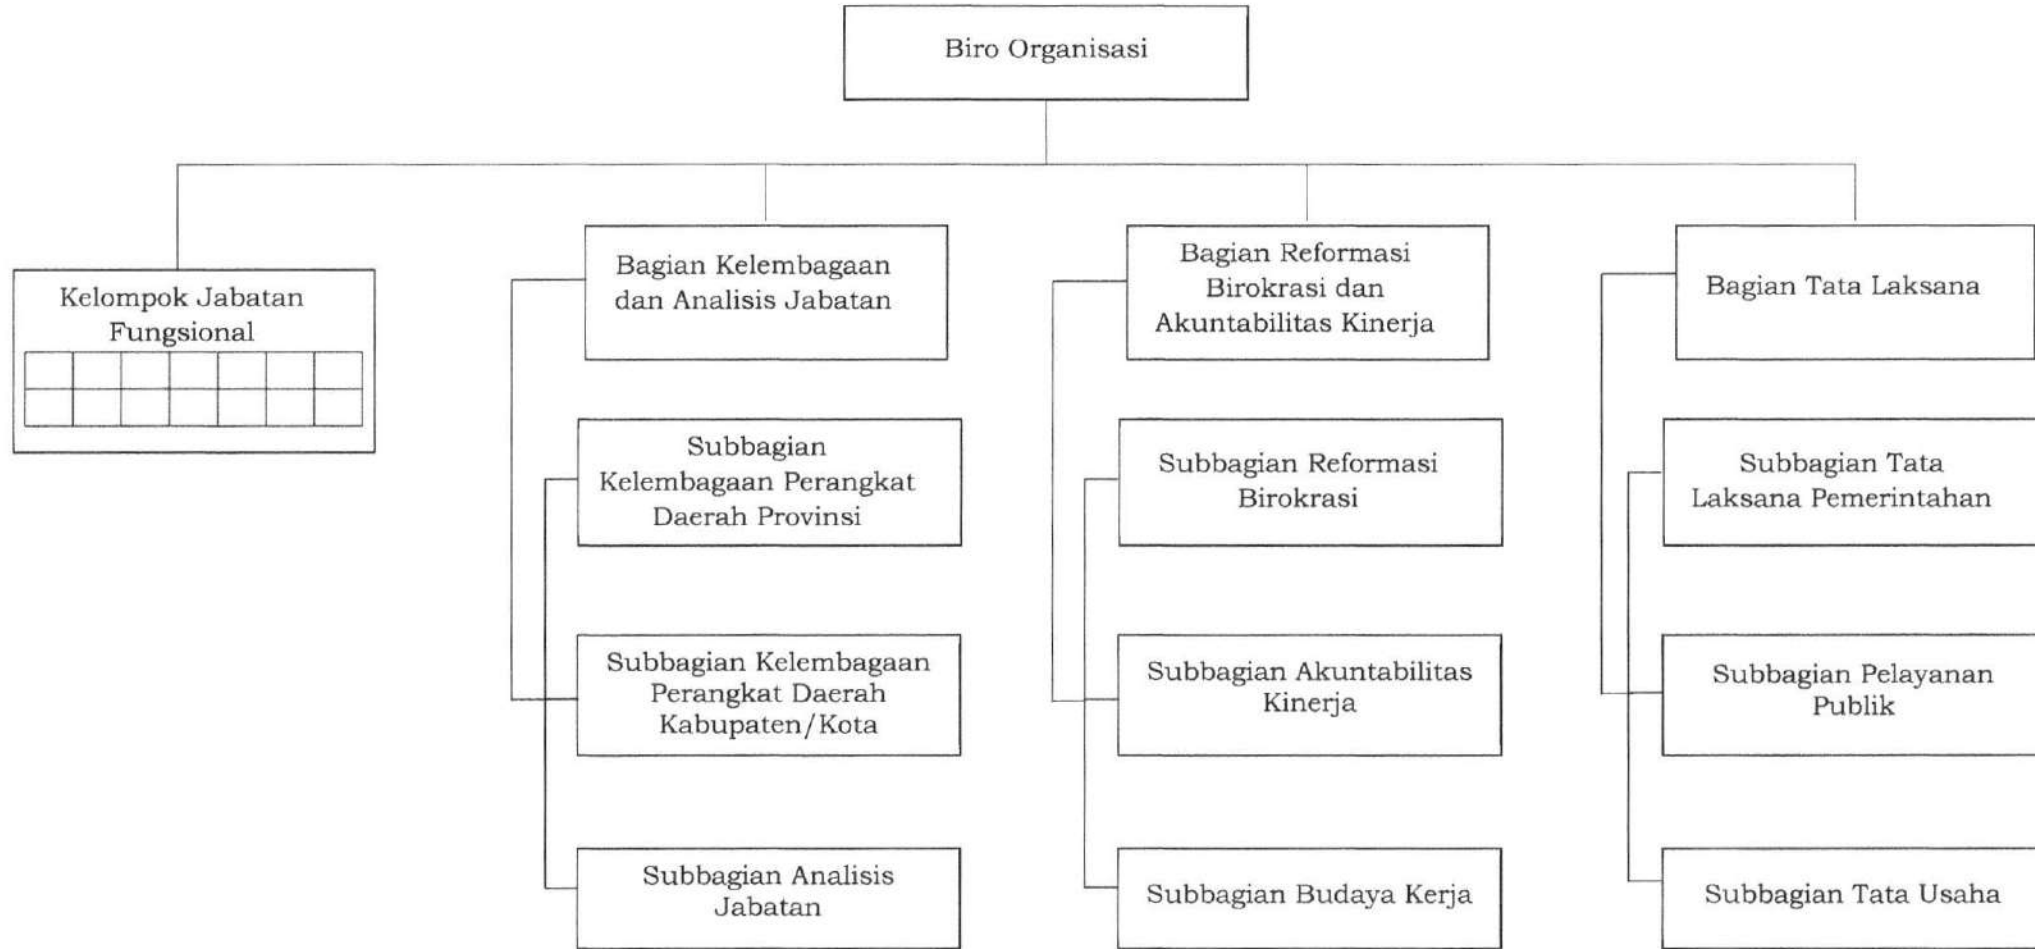 Biro Organisasi
Kelompok Jabatan
Fungsional
Bagian Kelembagaan
dan Analisis Jabatan
Bagian Reformasi
Birokrasi dan
Akuntabilitas Kinerja
Bagian Tata Laksana
Subbagian
Kelembagaan Perangkat
Daerah Provinsi
Subbagian Reformasi
Birokrasi
Subbagian Tata
Laksana Pemerintahan
Subbagian Kelembagaan
Perangkat Daerah
Kabupaten/Kota
Subbagian Akuntabilitas
Kinerja
Subbagian Pelayanan
Publik
Subbagian Analisis
Jabatan
Subbagian Budaya Kerja
Subbagian Tata Usaha